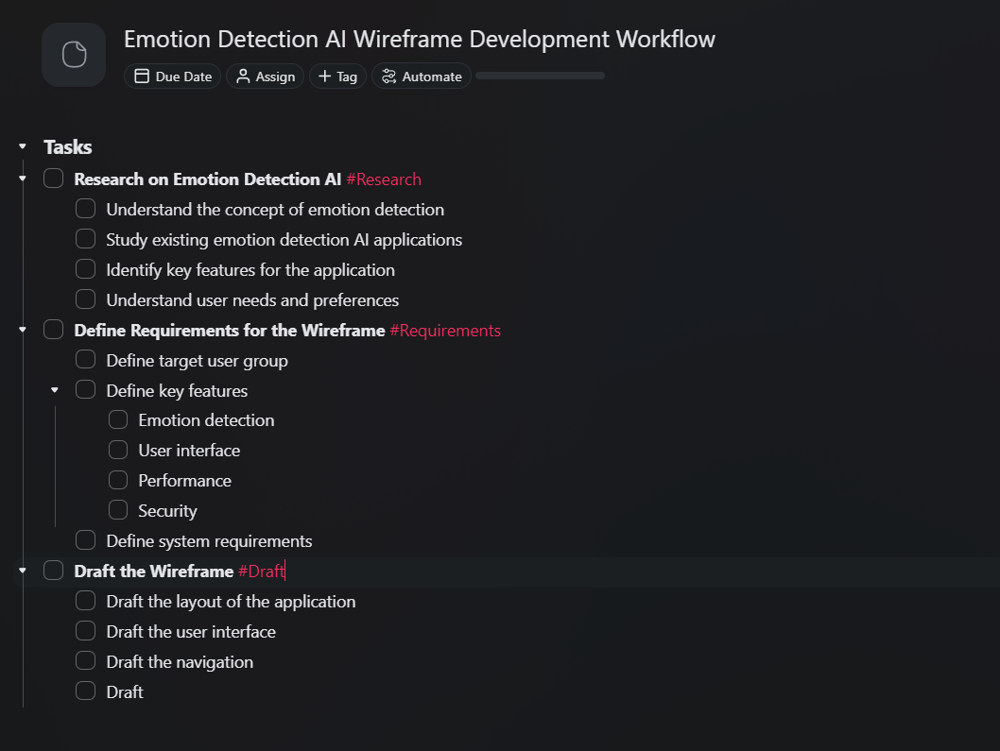 Emotion Detection AI Wireframe Development Workflow
Due Date Assign + Tag Automate
Tasks
Research on Emotion Detection AI #Research
Understand the concept of emotion detection
Study existing emotion detection AI applications
Identify key features for the application
Understand user needs and preferences
Define Requirements for the Wireframe #Requirements
Define target user group
Define key features
Emotion detection
User interface
Performance
Security
Define system requirements
Draft the Wireframe #Draft
Draft the layout of the application
Draft the user interface
Draft the navigation
Draft